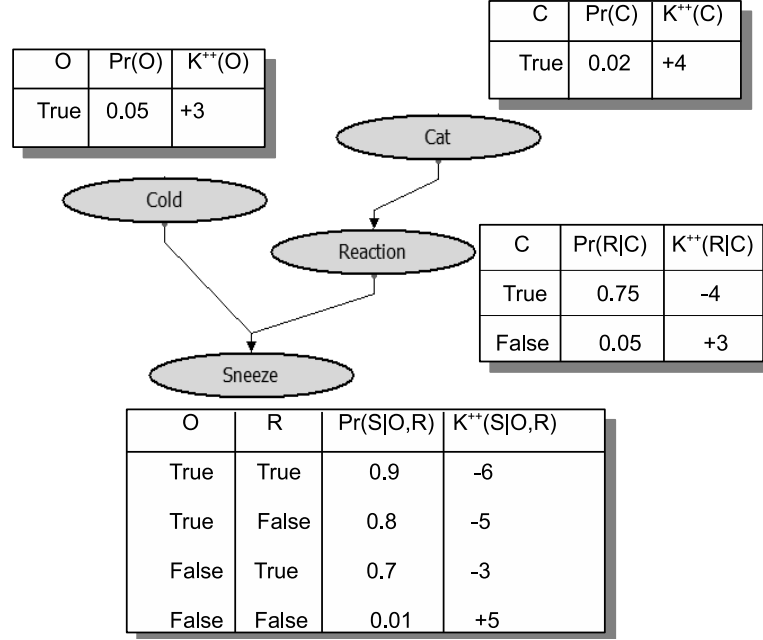 C Pr(C) K⁺⁺(C)
True 0.02 +4
O Pr(O) K⁺⁺(O)
True 0.05 +3
Cat
Cold
Reaction
C Pr(R|C) K⁺⁺(R|C)
True 0.75 -4
False 0.05 +3
Sneeze
O R Pr(S|O,R) K⁺⁺(S|O,R)
True True 0.9 -6
True False 0.8 -5
False True 0.7 -3
False False 0.01 +5